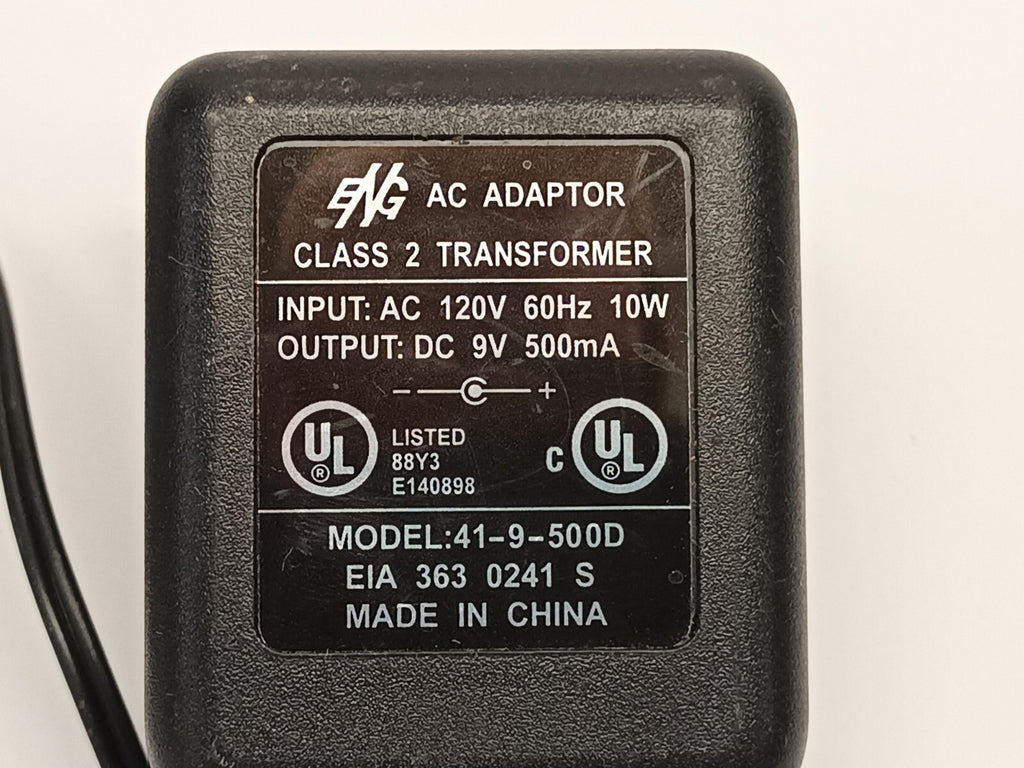 ENG AC ADAPTOR
CLASS 2 TRANSFORMER
INPUT: AC 120V 60Hz 10W
OUTPUT: DC 9V 500mA
− +
UL ® LISTED
88Y3
E140898
C UL ®
MODEL:41-9-500D
EIA 363 0241 S
MADE IN CHINA